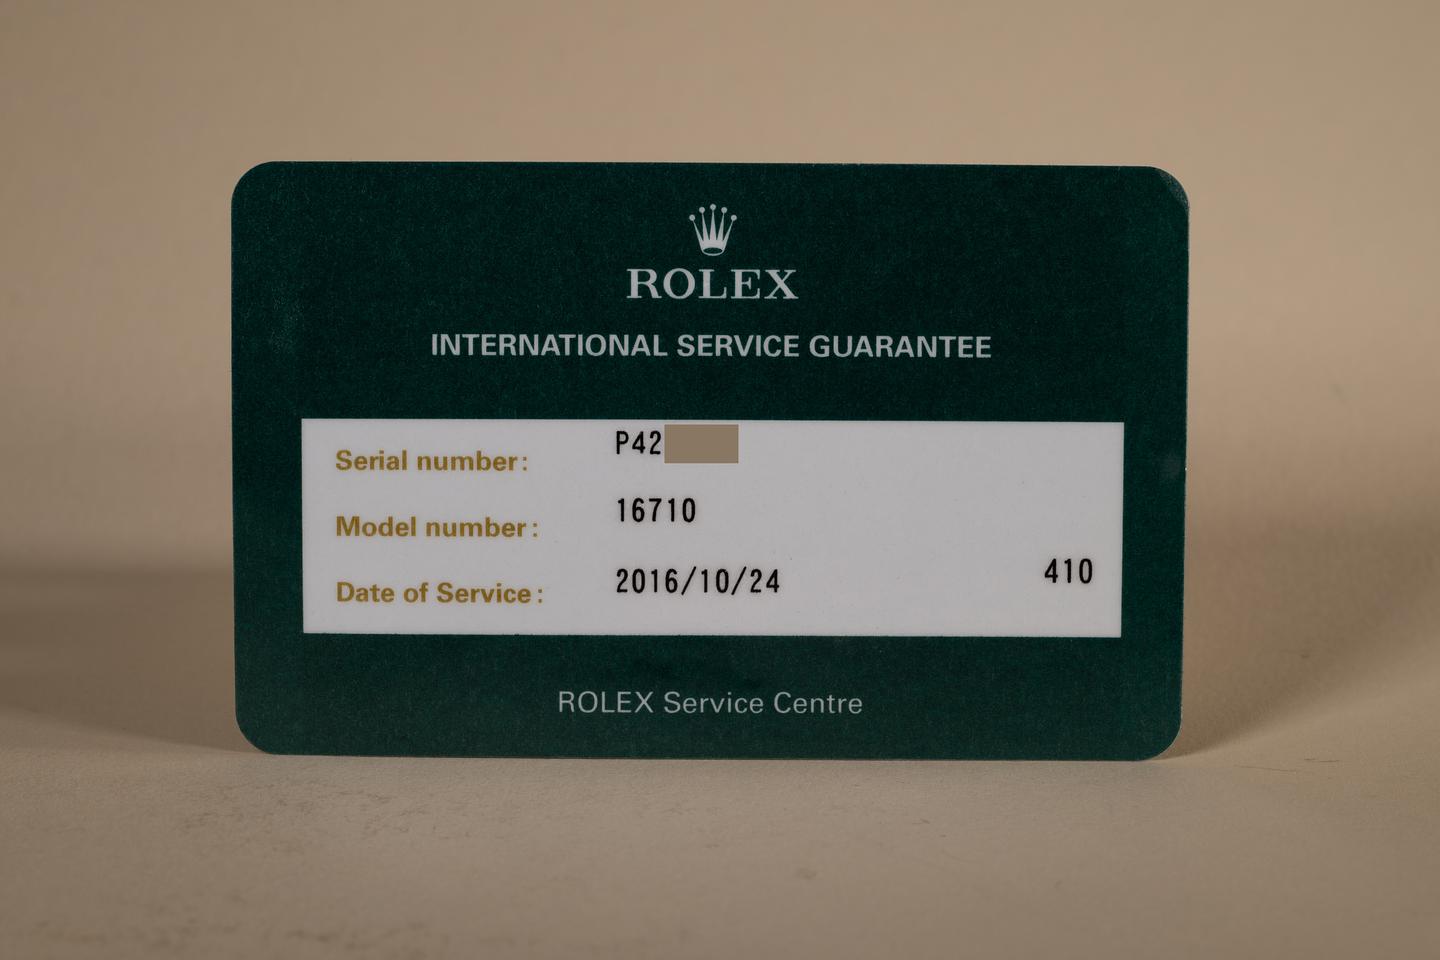 ROLEX
INTERNATIONAL SERVICE GUARANTEE
Serial number: P42
Model number: 16710
Date of Service: 2016/10/24 410
ROLEX Service Centre